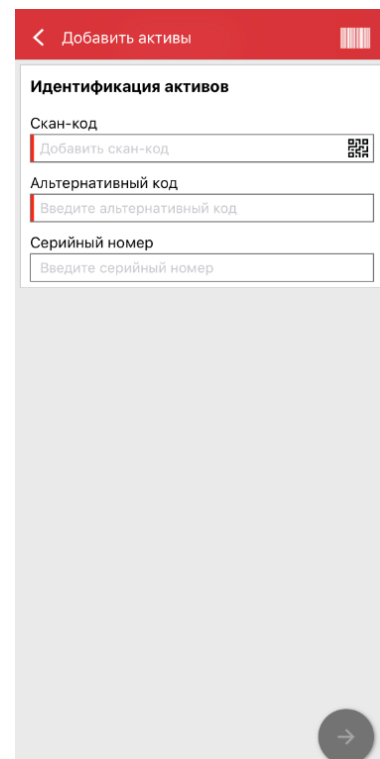 Добавить активы
Идентификация активов
Скан-код
Добавить скан-код
Альтернативный код
Введите альтернативный код
Серийный номер
Введите серийный номер